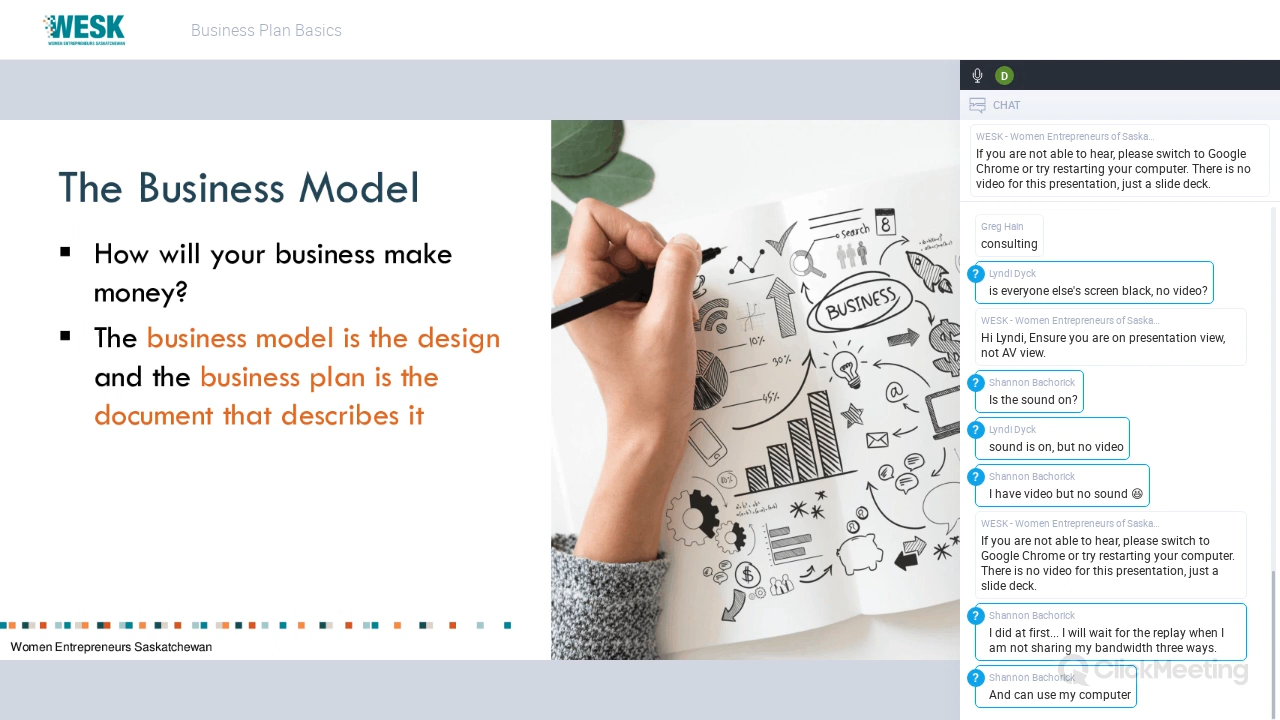 WESK
WOMEN ENTREPRENEURS SASKATCHEWAN
Business Plan Basics
D
CHAT
WESK - Women Entrepreneurs of Saska...
If you are not able to hear, please switch to Google
Chrome or try restarting your computer. There is no
video for this presentation, just a slide deck.
The Business Model
How will your business make
money?
The business model is the design
and the business plan is the
document that describes it
search
8
BUSINESS
10%
30%
45%
Women Entrepreneurs Saskatchewan
Greg Hain
consulting
?
Lyndi Dyck
is everyone else's screen black, no video?
WESK - Women Entrepreneurs of Saska...
Hi Lyndi, Ensure you are on presentation view,
not AV view.
?
Shannon Bachorick
Is the sound on?
?
Lyndi Dyck
sound is on, but no video
?
Shannon Bachorick
I have video but no sound 😆
WESK - Women Entrepreneurs of Saska...
If you are not able to hear, please switch to
Google Chrome or try restarting your computer.
There is no video for this presentation, just a
slide deck.
?
Shannon Bachorick
I did at first... I will wait for the replay when I
am not sharing my bandwidth three ways.
ClickMeeting
?
Shannon Bachorick
And can use my computer